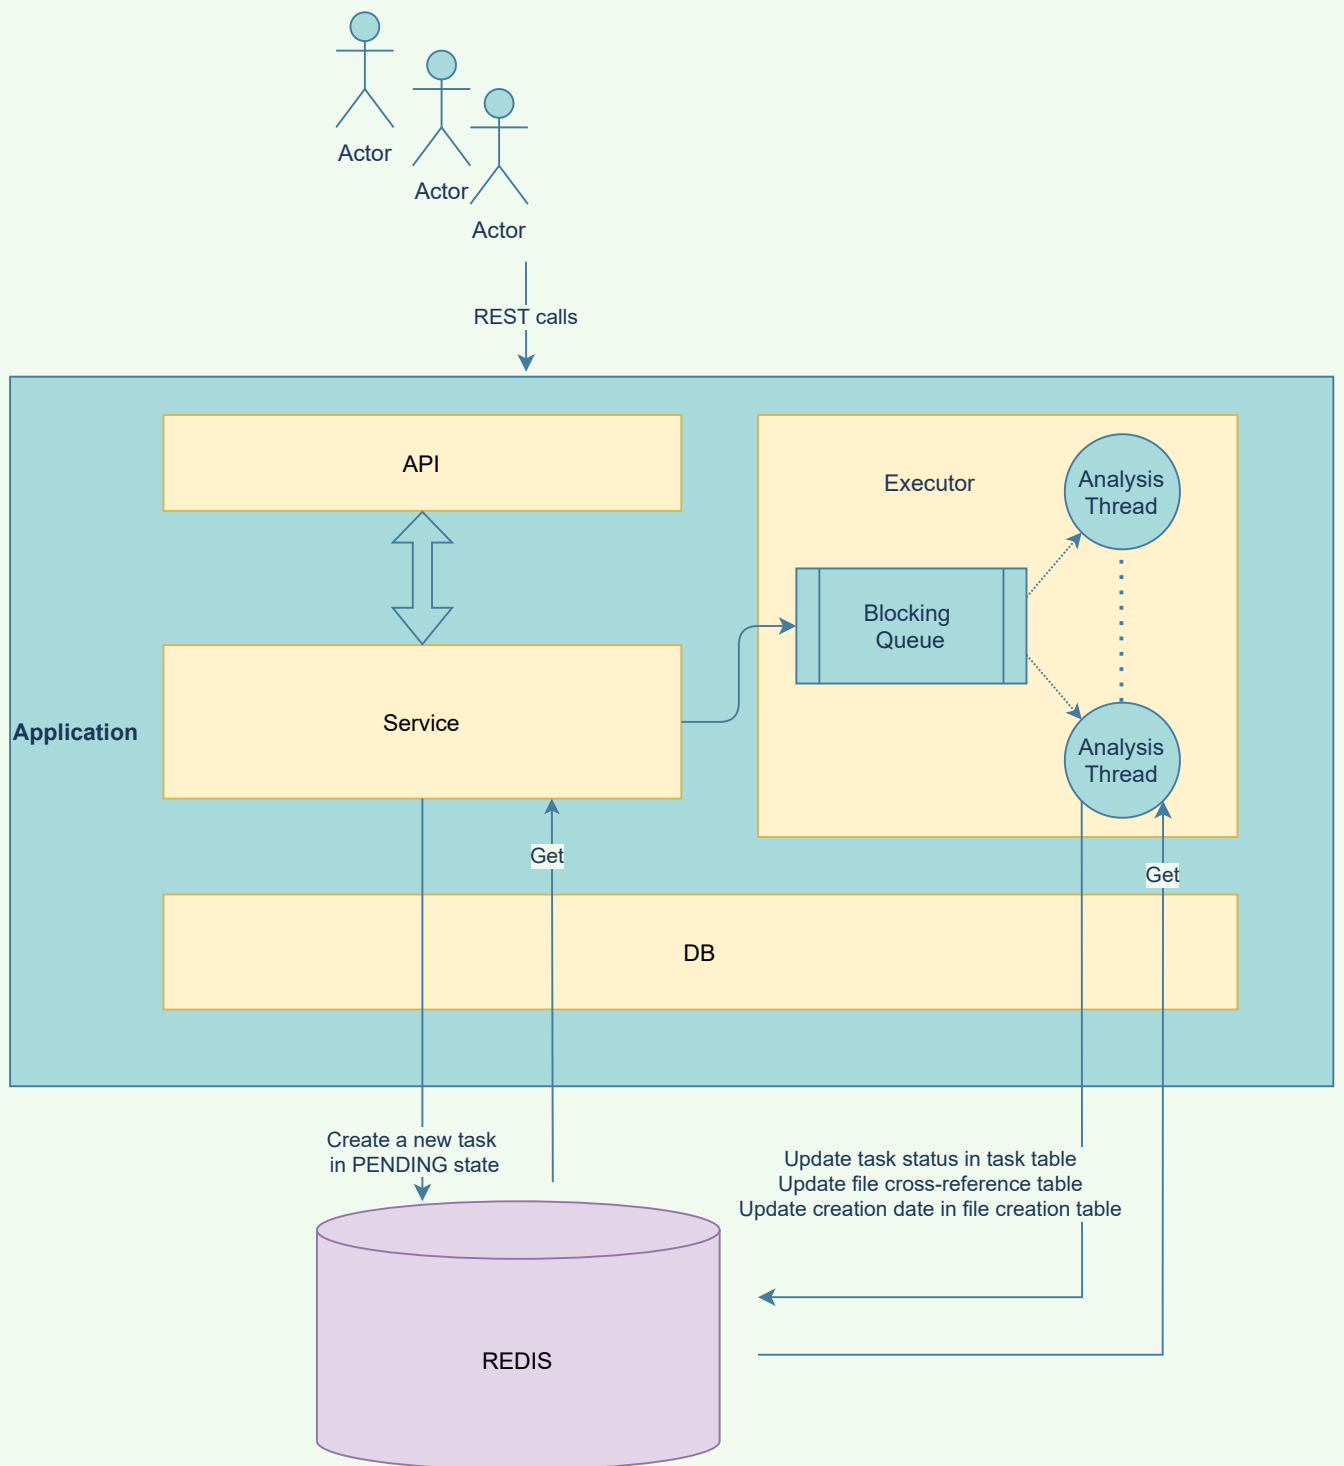 Actor
Actor
Actor
REST calls
API
Executor
Analysis
Thread
Blocking
Queue
Service
Application
Analysis
Thread
Get
Get
DB
Create a new task
in PENDING state
Update task status in task table
Update file cross-reference table
Update creation date in file creation table
REDIS